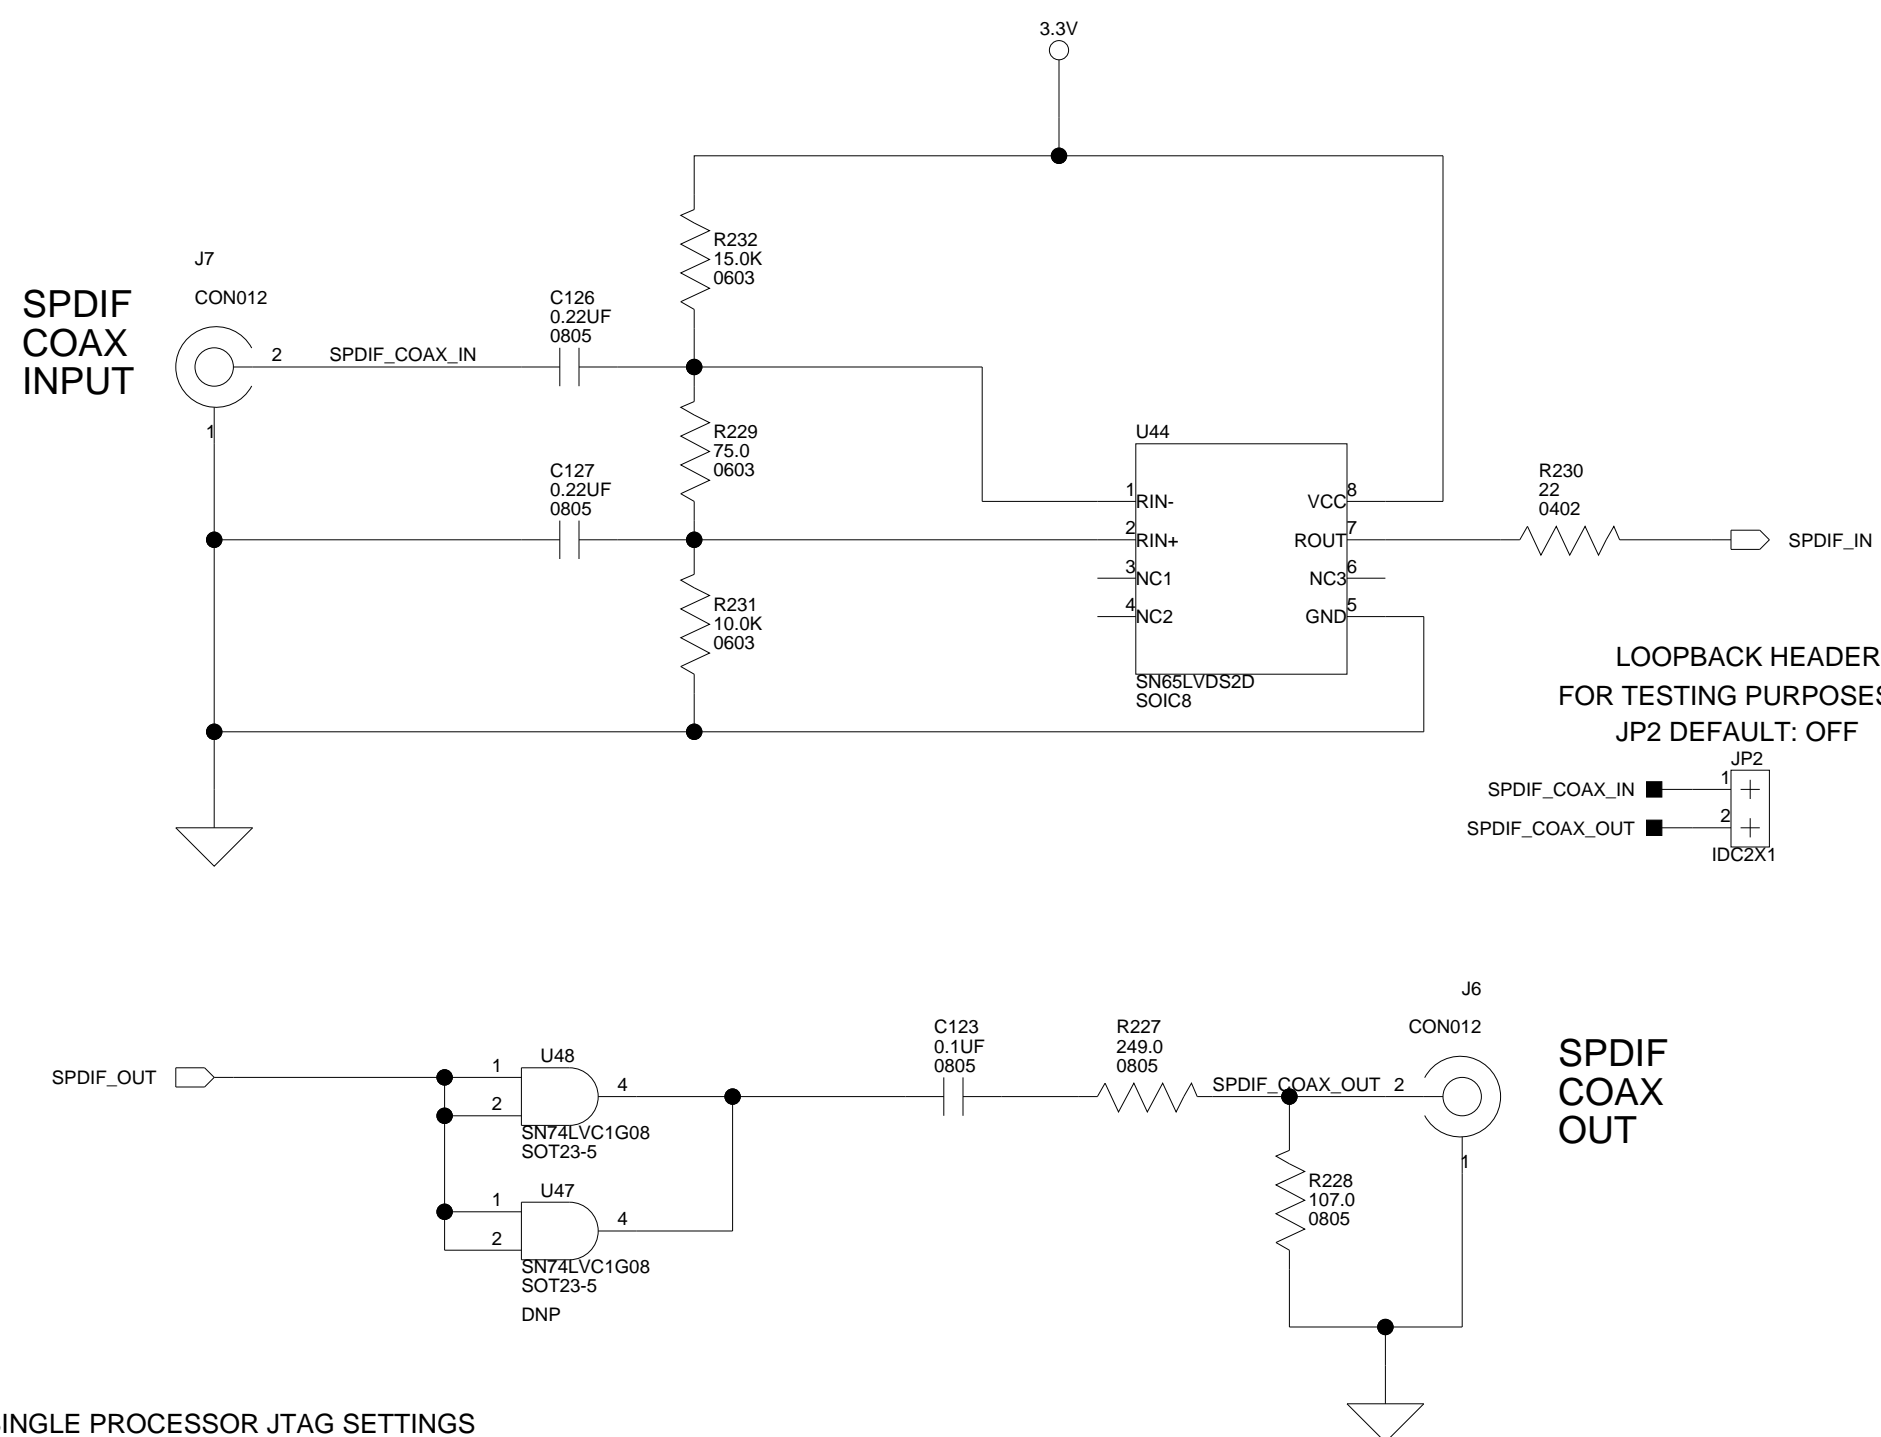 3.3V
R232
15.0K
0603
J7
CON012
SPDIF
COAX
INPUT
2
SPDIF_COAX_IN
1
C126
0.22UF
0805
R229
75.0
0603
C127
0.22UF
0805
R231
10.0K
0603
U44
1
RIN-
2
RIN+
3
NC1
4
NC2
VCC
8
ROUT
7
NC3
6
GND
5
SN65LVDS2D
SOIC8
R230
22
0402
SPDIF_IN
LOOPBACK HEADER
FOR TESTING PURPOSES
JP2 DEFAULT: OFF
JP2
SPDIF_COAX_IN
1
SPDIF_COAX_OUT
2
IDC2X1
SPDIF_OUT
1
2
U48
4
SN74LVC1G08
SOT23-5
1
2
U47
4
SN74LVC1G08
SOT23-5
DNP
C123
0.1UF
0805
R227
249.0
0805
SPDIF_COAX_OUT
2
J6
CON012
1
SPDIF
COAX
OUT
R228
107.0
0805
INGLE PROCESSOR JTAG SETTINGS